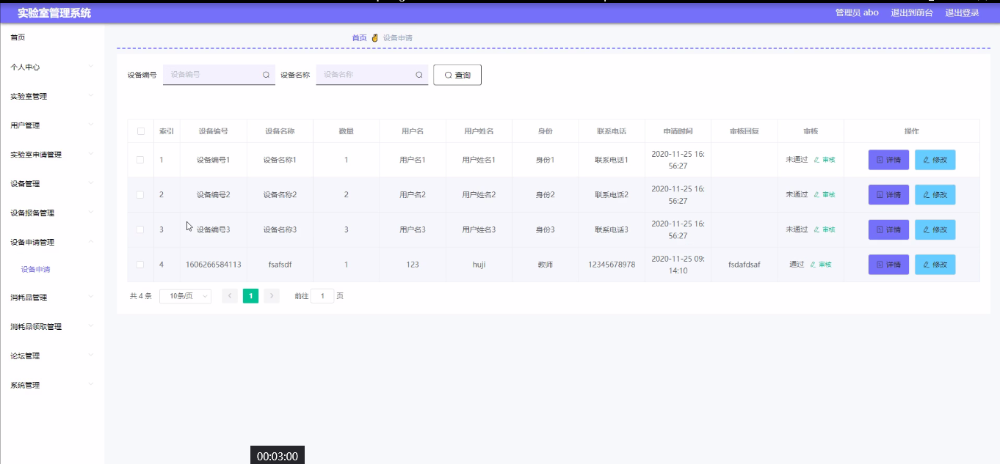 实验室管理系统 管理员 abo 退出到前台 退出登录
首页 首页 设备申请
个人中心
设备编号 设备编号 设备名称 设备名称 查询
实验室管理
用户管理
索引 设备编号 设备名称 数量 用户名 用户姓名 身份 联系电话 申请时间 审核回复 审核 操作
实验室申请管理
1 设备编号1 设备名称1 1 用户名1 用户姓名1 身份1 联系电话1 2020-11-25 16:56:27 未通过 审核 详情 修改
设备管理
2 设备编号2 设备名称2 2 用户名2 用户姓名2 身份2 联系电话2 2020-11-25 16:56:27 未通过 审核 详情 修改
设备报备管理
3 设备编号3 设备名称3 3 用户名3 用户姓名3 身份3 联系电话3 2020-11-25 16:56:27 未通过 审核 详情 修改
设备申请管理
4 1606266584113 fsafsdf 1 123 huji 教师 12345678978 2020-11-25 09:14:10 fsdafdsaf 通过 审核 详情 修改
设备申请
消耗品管理
共 4 条 10条/页 1 前往 1 页
消耗品领取管理
论坛管理
系统管理
00:03:00